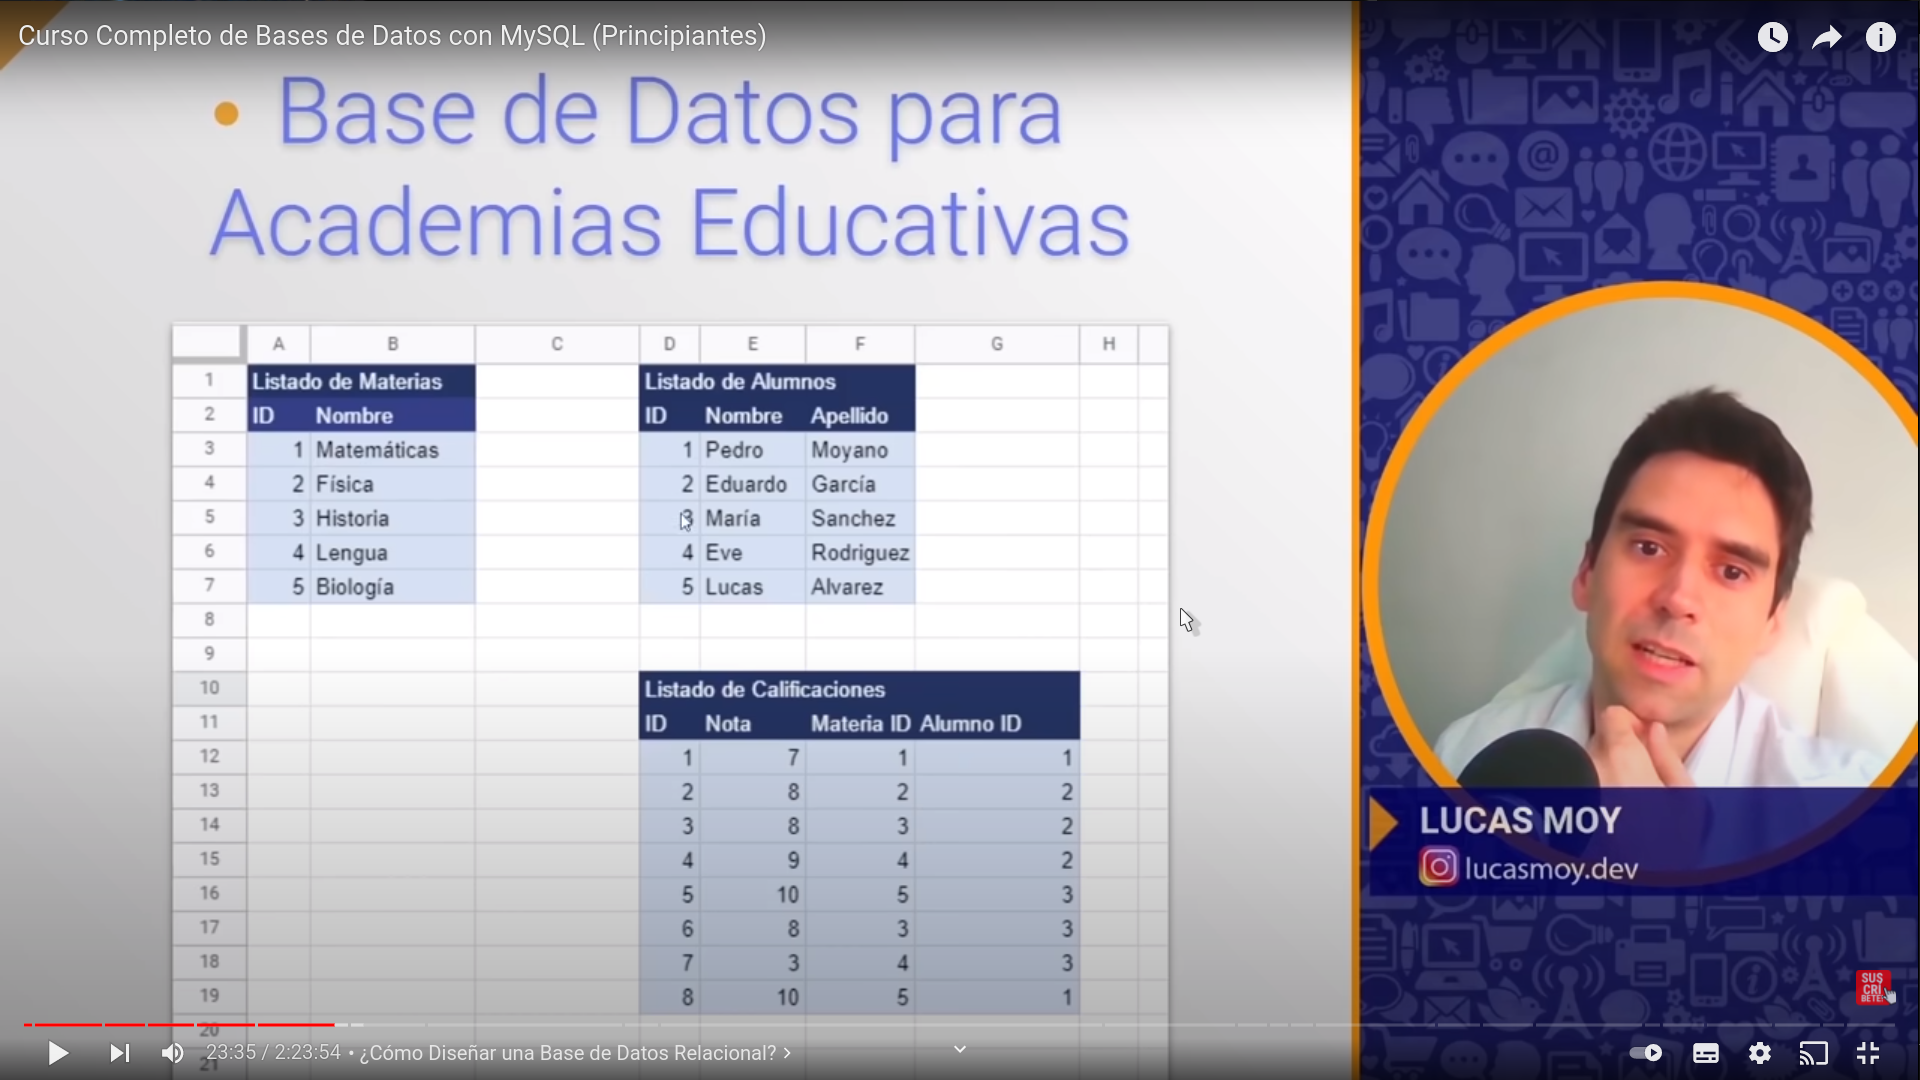 Curso Completo de Bases de Datos con MySQL (Principiantes)
• Base de Datos para
Academias Educativas
A B C D E F G H
1 Listado de Materias Listado de Alumnos
2 ID Nombre ID Nombre Apellido
3 1 Matemáticas 1 Pedro Moyano
4 2 Física 2 Eduardo García
5 3 Historia 3 María Sanchez
6 4 Lengua 4 Eve Rodriguez
7 5 Biología 5 Lucas Alvarez
8
9
10 Listado de Calificaciones
11 ID Nota Materia ID Alumno ID
12 1 7 1 1
13 2 8 2 2
14 3 8 3 2
15 4 9 4 2
16 5 10 5 3
17 6 8 3 3
18 7 3 4 3
19 8 10 5 1
20
21
LUCAS MOY
lucasmoy.dev
SUS
CRÍ
BETE
23:35 / 2:23:54 • ¿Cómo Diseñar una Base de Datos Relacional? >